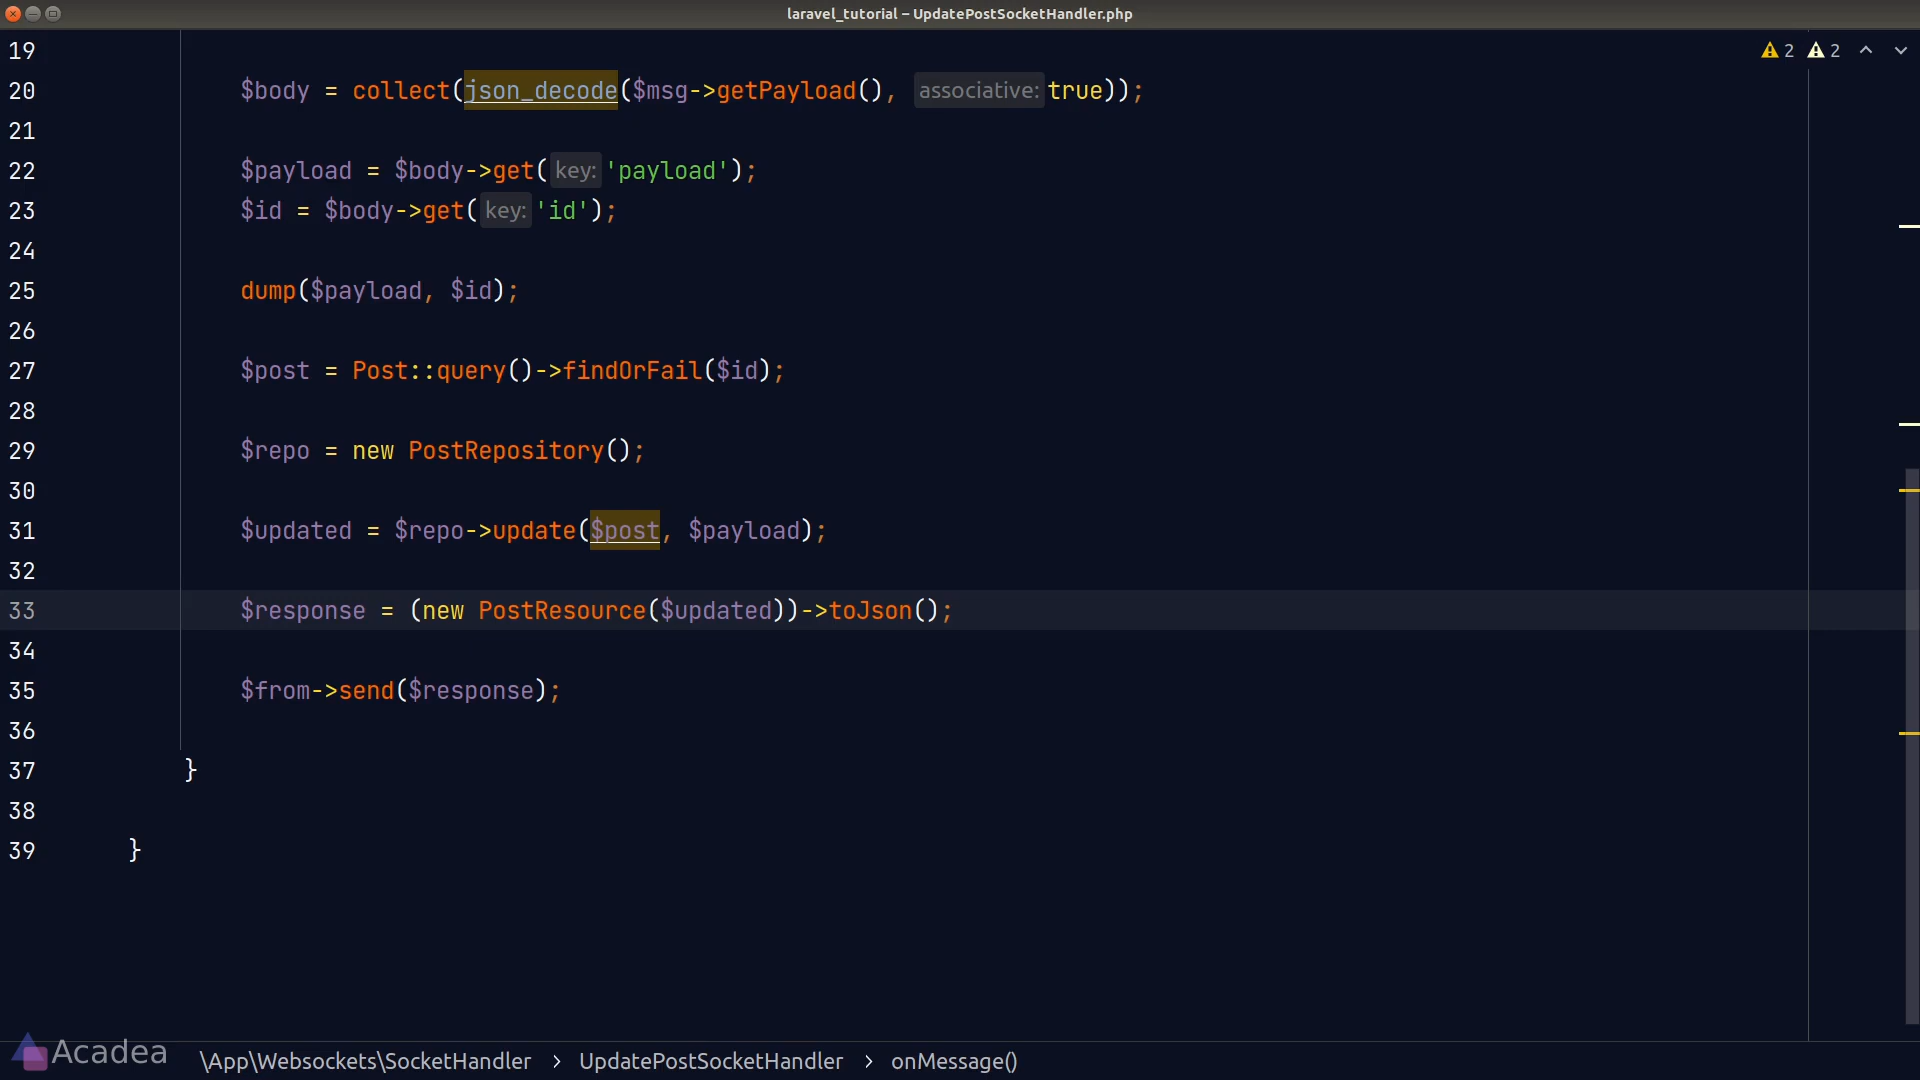 laravel_tutorial – UpdatePostSocketHandler.php
2 2
19
20 $body = collect(json_decode($msg->getPayload(), associative: true));
21
22 $payload = $body->get( key: 'payload');
23 $id = $body->get( key: 'id');
24
25 dump($payload, $id);
26
27 $post = Post::query()->findOrFail($id);
28
29 $repo = new PostRepository();
30
31 $updated = $repo->update($post, $payload);
32
33 $response = (new PostResource($updated))->toJson();
34
35 $from->send($response);
36
37 }
38
39 }
Acadea
\App\Websockets\SocketHandler > UpdatePostSocketHandler > onMessage()